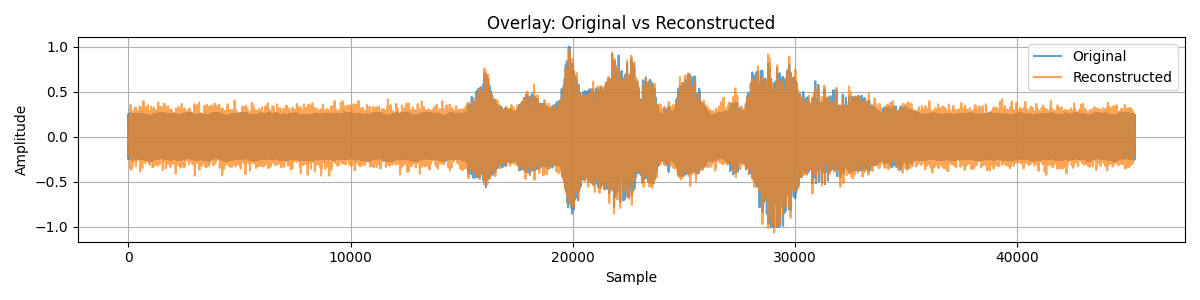 Overlay: Original vs Reconstructed
1.0
0.5
0.0
−0.5
−1.0
Amplitude
Original
Reconstructed
0
10000
20000
30000
40000
Sample